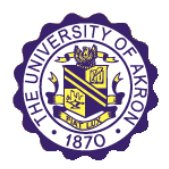 THE UNIVERSITY OF AKRON
FIAT LUX
· 1870 ·